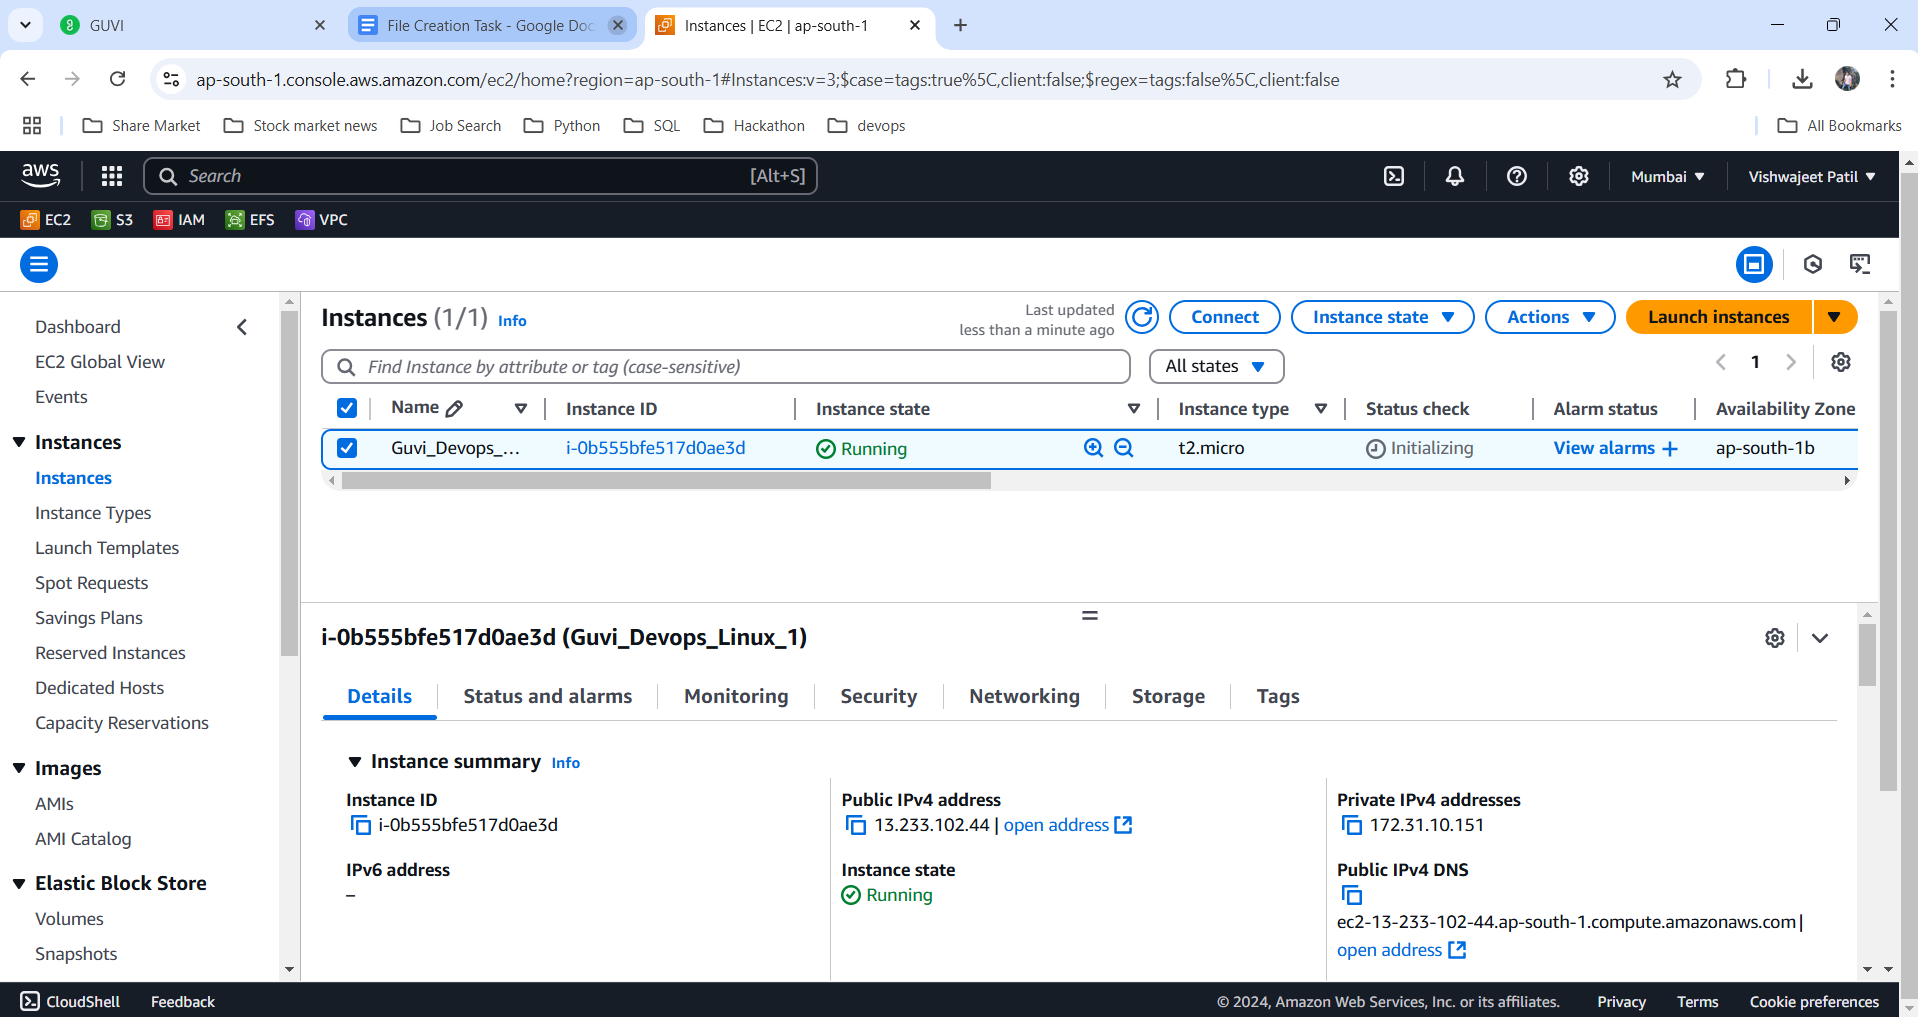 GUVI
File Creation Task - Google Doc
Instances | EC2 | ap-south-1
ap-south-1.console.aws.amazon.com/ec2/home?region=ap-south-1#Instances:v=3;$case=tags:true%5C,client:false;$regex=tags:false%5C,client:false
Share Market
Stock market news
Job Search
Python
SQL
Hackathon
devops
All Bookmarks
aws
Search
[Alt+S]
Mumbai
Vishwajeet Patil
EC2
S3
IAM
EFS
VPC
Dashboard
EC2 Global View
Events
Instances
Instances
Instance Types
Launch Templates
Spot Requests
Savings Plans
Reserved Instances
Dedicated Hosts
Capacity Reservations
Images
AMIs
AMI Catalog
Elastic Block Store
Volumes
Snapshots
Instances (1/1) Info
Last updated
less than a minute ago
Connect
Instance state
Actions
Launch instances
Find Instance by attribute or tag (case-sensitive)
All states
1
Name
Instance ID
Instance state
Instance type
Status check
Alarm status
Availability Zone
Guvi_Devops_...
i-0b555bfe517d0ae3d
Running
t2.micro
Initializing
View alarms +
ap-south-1b
i-0b555bfe517d0ae3d (Guvi_Devops_Linux_1)
Details
Status and alarms
Monitoring
Security
Networking
Storage
Tags
Instance summary Info
Instance ID
i-0b555bfe517d0ae3d
Public IPv4 address
13.233.102.44 | open address
Private IPv4 addresses
172.31.10.151
IPv6 address
–
Instance state
Running
Public IPv4 DNS
ec2-13-233-102-44.ap-south-1.compute.amazonaws.com |
open address
CloudShell
Feedback
© 2024, Amazon Web Services, Inc. or its affiliates.
Privacy
Terms
Cookie preferences